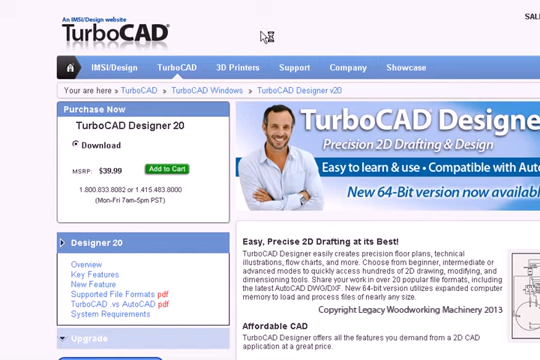 An IMSI/Design website
TurboCAD®
SAL
IMSI/Design TurboCAD 3D Printers Support Company Showcase
Your are here » TurboCAD » TurboCAD Windows » TurboCAD Designer v20
Purchase Now
TurboCAD Designer 20
Download
MSRP: $39.99 Add to Cart
1.800.833.8082 or 1.415.483.8000
(Mon-Fri 7am-5pm PST)
TurboCAD Designe
Precision 2D Drafting & Design
Easy to learn & use • Compatible with Auto
New 64-Bit version now availabl
Designer 20
Overview
Key Features
New Feature
Supported File Formats pdf
TurboCAD .vs AutoCAD pdf
System Requirements
Upgrade
Easy, Precise 2D Drafting at its Best!
TurboCAD Designer easily creates precision floor plans, technical
illustrations, flow charts, and more. Choose from beginner, intermediate or
advanced modes to quickly access hundreds of 2D drawing, modifying, and
dimensioning tools. Share your work in over 20 popular file formats, including
the latest AutoCAD DWG/DXF. New 64-bit version utilizes expanded computer
memory to load and process files of nearly any size.
Copyright Legacy Woodworking Machinery 2013
Affordable CAD
TurboCAD Designer offers all the features you demand from a 2D CAD
application at a great price.